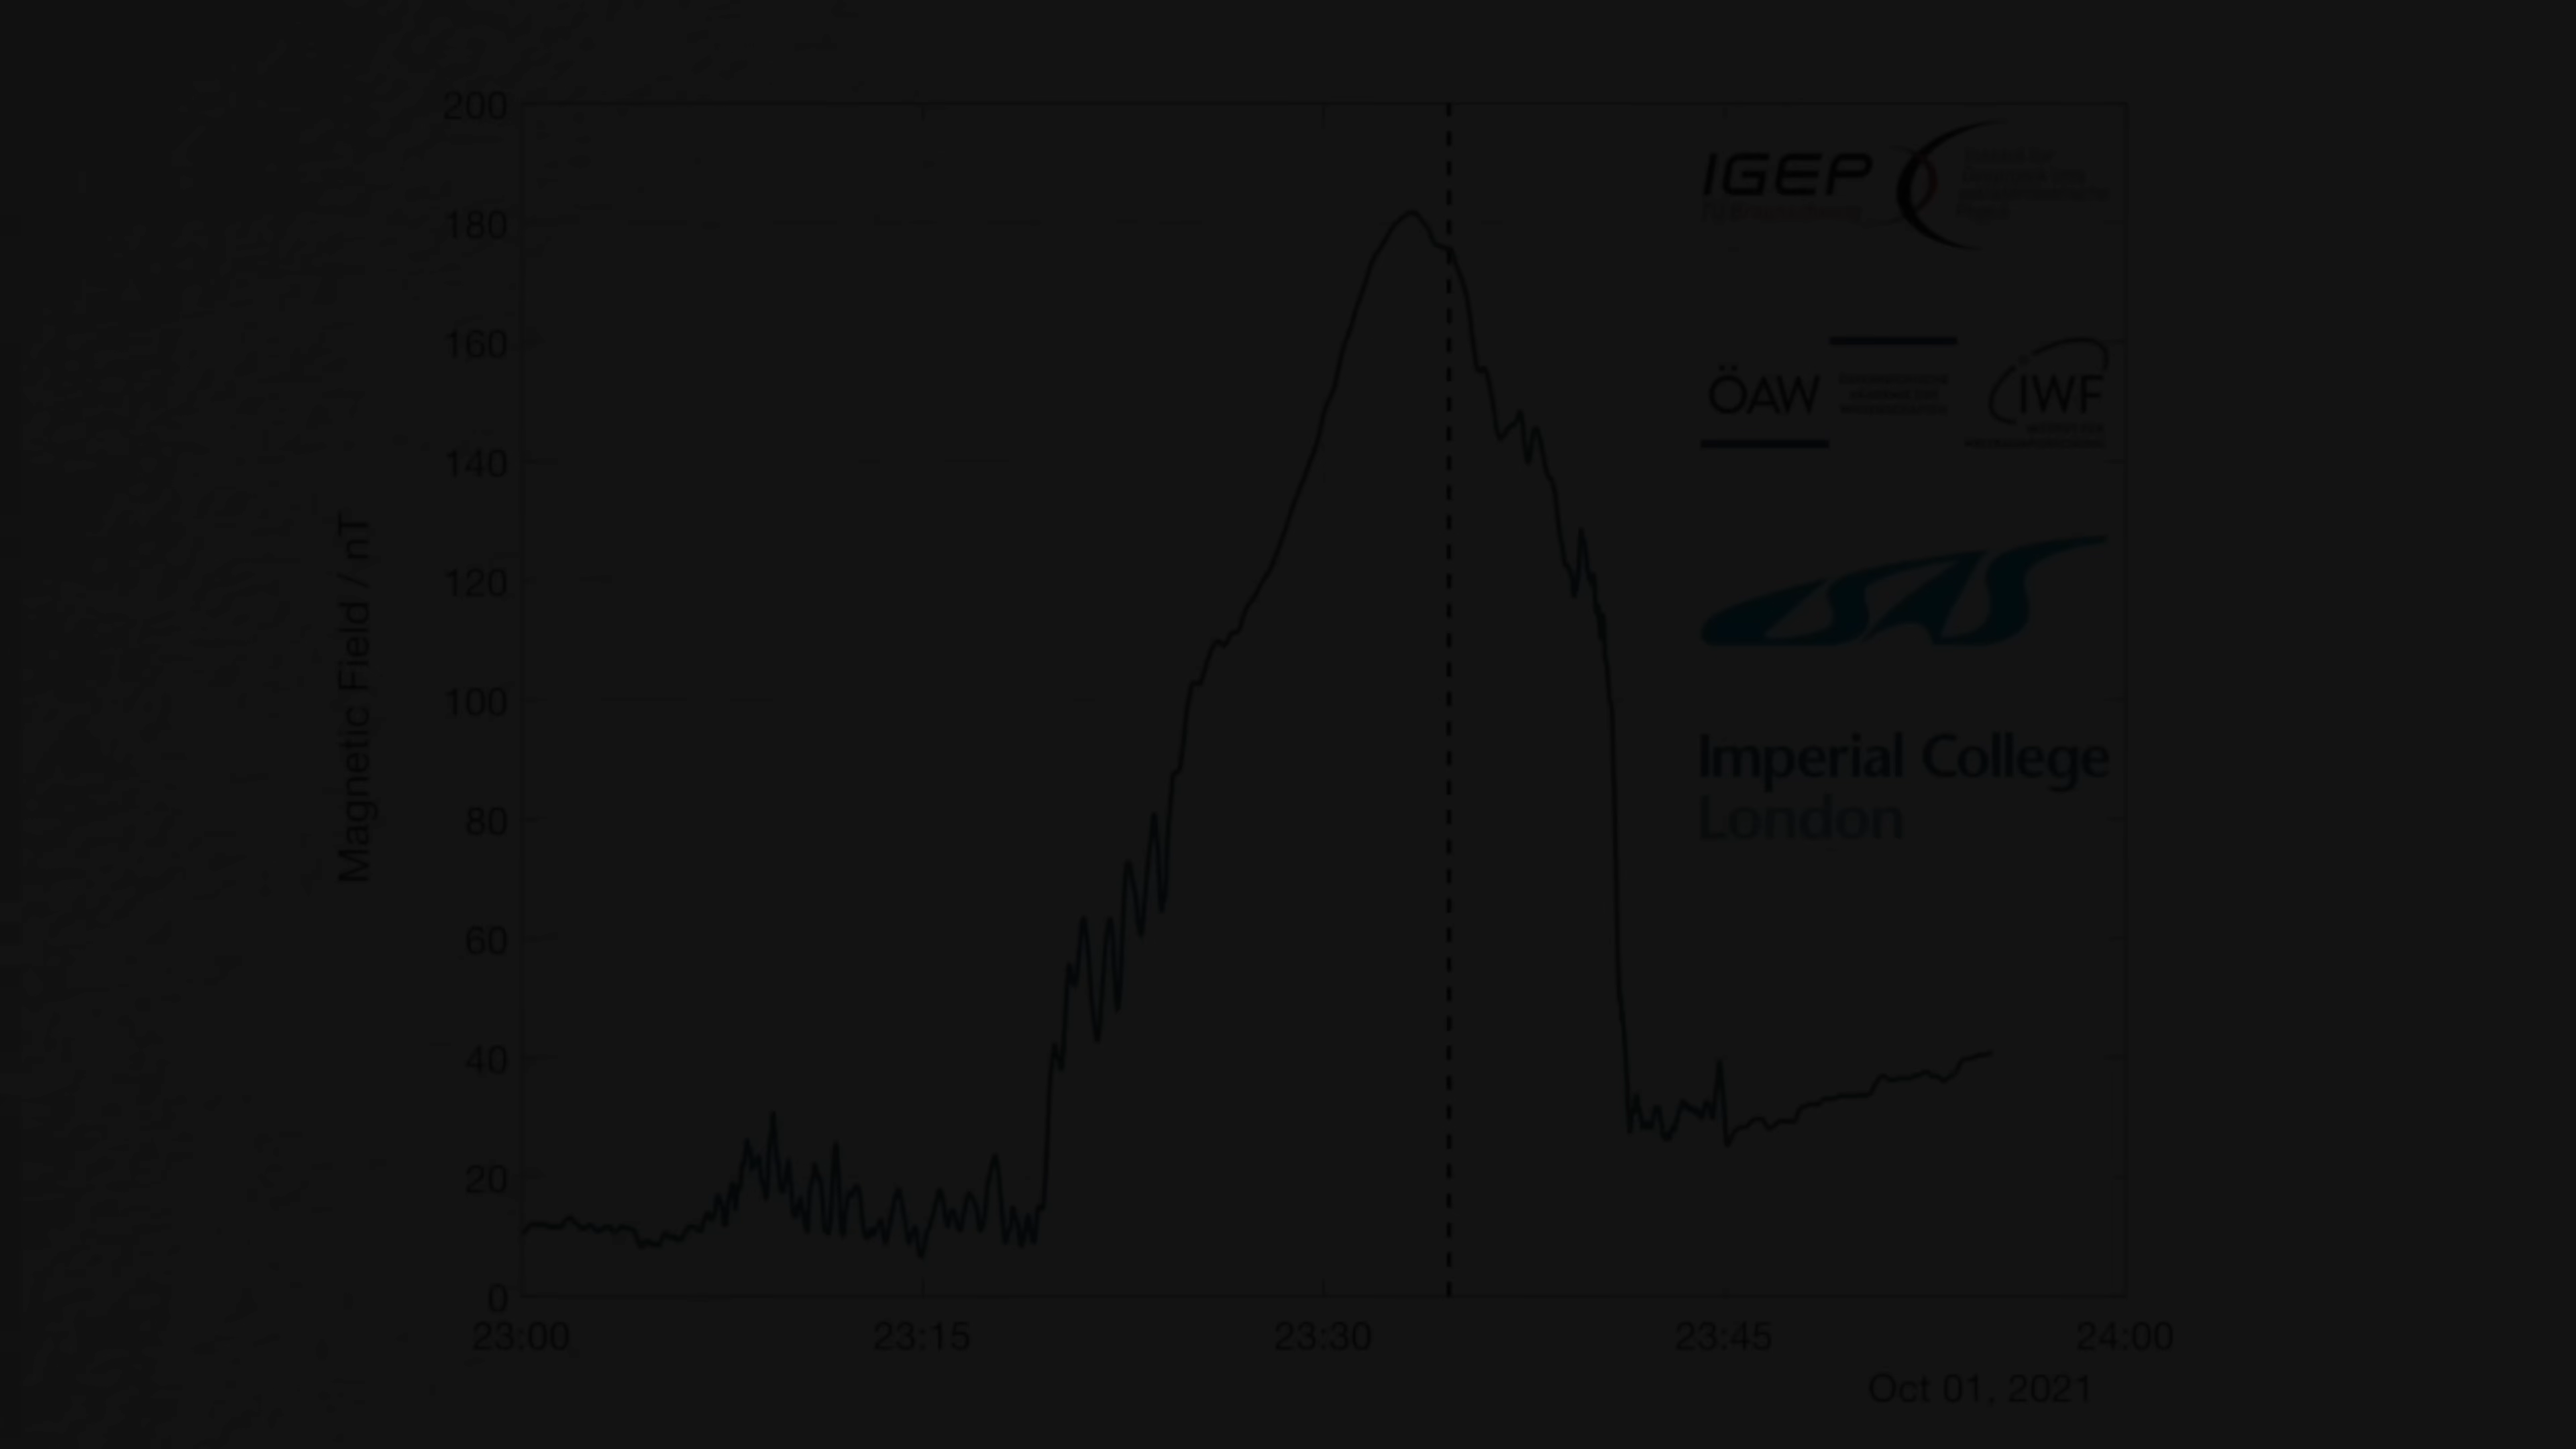 200
180
160
140
120
100
80
60
40
20
0
Magnetic Field / nT
23:00
23:15
23:30
23:45
24:00
Oct 01, 2021
IGEP
ÖAW
IWF
Imperial College
London